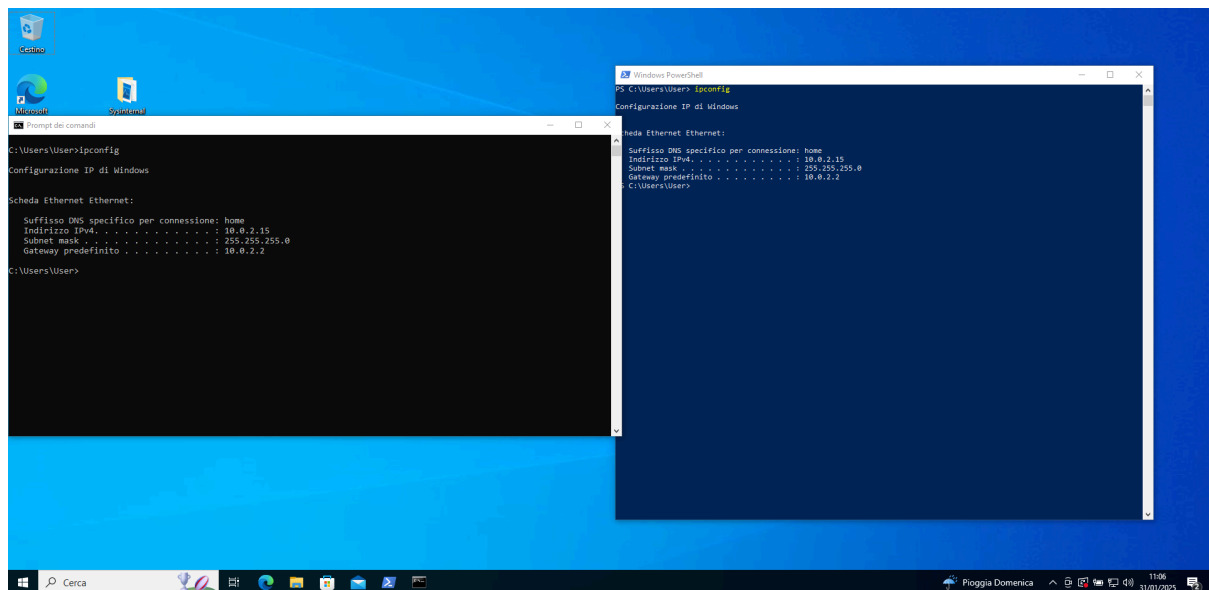 Cestino
Microsoft
Sysinternal
Prompt dei comandi
C:\Users\User>ipconfig
Configurazione IP di Windows
Scheda Ethernet Ethernet:
Suffisso DNS specifico per connessione: home
Indirizzo IPv4. . . . . . . . . . . . : 10.0.2.15
Subnet mask . . . . . . . . . . . . . : 255.255.255.0
Gateway predefinito . . . . . . . . . : 10.0.2.2
C:\Users\User>
Windows PowerShell
PS C:\Users\User> ipconfig
Configurazione IP di Windows
cheda Ethernet Ethernet:
Suffisso DNS specifico per connessione: home
Indirizzo IPv4. . . . . . . . . . . . : 10.0.2.15
Subnet mask . . . . . . . . . . . . . : 255.255.255.0
Gateway predefinito . . . . . . . . . : 10.0.2.2
C:\Users\User>
Cerca
Pioggia Domenica
11:06
31/01/2025
2